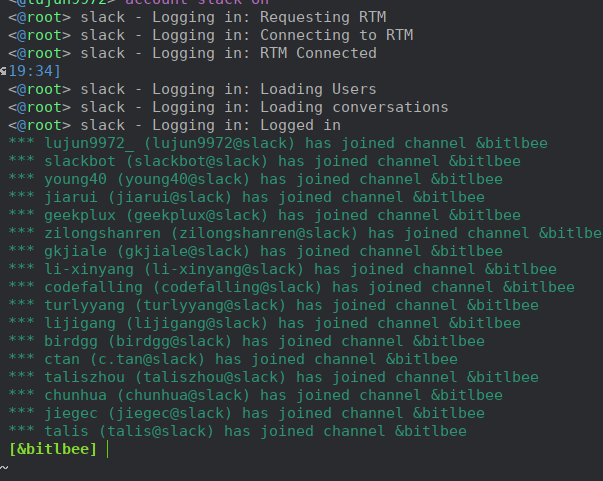 <@lujun9972> account slack on
<@root> slack - Logging in: Requesting RTM
<@root> slack - Logging in: Connecting to RTM
<@root> slack - Logging in: RTM Connected
19:34]
<@root> slack - Logging in: Loading Users
<@root> slack - Logging in: Loading conversations
<@root> slack - Logging in: Logged in
*** lujun9972_ (lujun9972@slack) has joined channel &bitlbee
*** slackbot (slackbot@slack) has joined channel &bitlbee
*** young40 (young40@slack) has joined channel &bitlbee
*** jiarui (jiarui@slack) has joined channel &bitlbee
*** geekplux (geekplux@slack) has joined channel &bitlbee
*** zilongshanren (zilongshanren@slack) has joined channel &bitlbe
*** gkjiale (gkjiale@slack) has joined channel &bitlbee
*** li-xinyang (li-xinyang@slack) has joined channel &bitlbee
*** codefalling (codefalling@slack) has joined channel &bitlbee
*** turlyyang (turlyyang@slack) has joined channel &bitlbee
*** lijigang (lijigang@slack) has joined channel &bitlbee
*** birdgg (birdgg@slack) has joined channel &bitlbee
*** ctan (c.tan@slack) has joined channel &bitlbee
*** taliszhou (taliszhou@slack) has joined channel &bitlbee
*** chunhua (chunhua@slack) has joined channel &bitlbee
*** jiegec (jiegec@slack) has joined channel &bitlbee
*** talis (talis@slack) has joined channel &bitlbee
[&bitlbee]
~